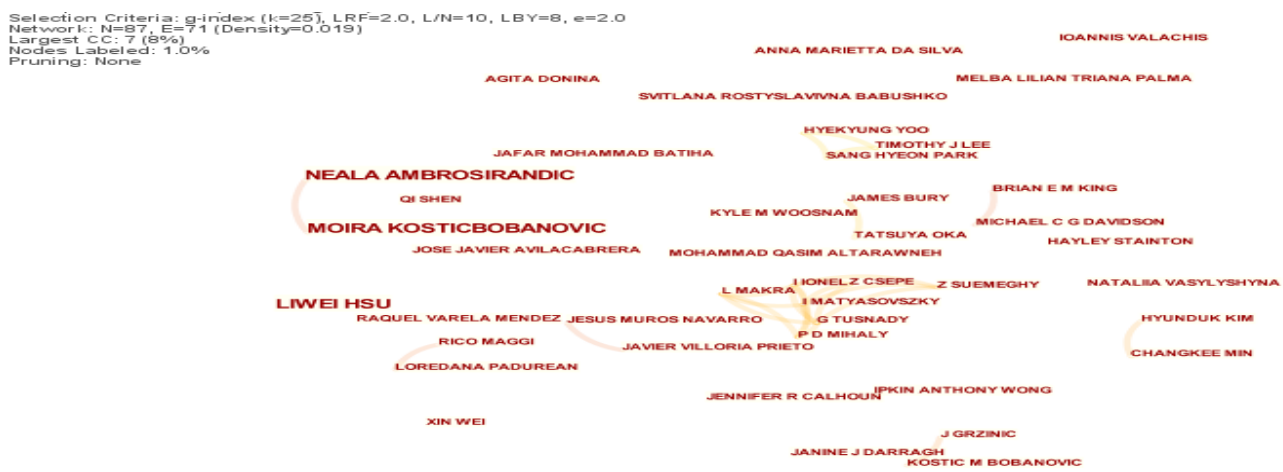 Selection Criteria: g-index (k=25), LRF=2.0, L/N=10, LBY=8, e=2.0
Network: N=87, E=71 (Density=0.019)
Largest CC: 7 (8%)
Nodes Labeled: 1.0%
Pruning: None
IOANNIS VALACHIS
ANNA MARIETTA DA SILVA
AGITA DONINA
MELBA LILIAN TRIANA PALMA
SVITLANA ROSTYSLAVIVNA BABUSHKO
HYEKYUNG YOO
TIMOTHY J LEE
JAFAR MOHAMMAD BATIHA
SANG HYEON PARK
NEALA AMBROSIRANDIC
BRIAN E M KING
QI SHEN
JAMES BURY
KYLE M WOOSNAM
MICHAEL C G DAVIDSON
MOIRA KOSTICBOBANOVIC
TATSUYA OKA
HAYLEY STAINTON
JOSE JAVIER AVILACABRERA
MOHAMMAD QASIM ALTARAWNEH
I IONEL
Z CSEPE
Z SUEMEGHY
NATALIIA VASYLYSHYNA
L MAKRA
I MATYASOVSZKY
LIWEI HSU
RAQUEL VARELA MENDEZ
JESUS MUROS NAVARRO
G TUSNADY
HYUNDUK KIM
P D MIHALY
RICO MAGGI
JAVIER VILLORIA PRIETO
CHANGKEE MIN
LOREDANA PADUREAN
IPKIN ANTHONY WONG
JENNIFER R CALHOUN
XIN WEI
J GRZINIC
JANINE J DARRAGH
KOSTIC M BOBANOVIC